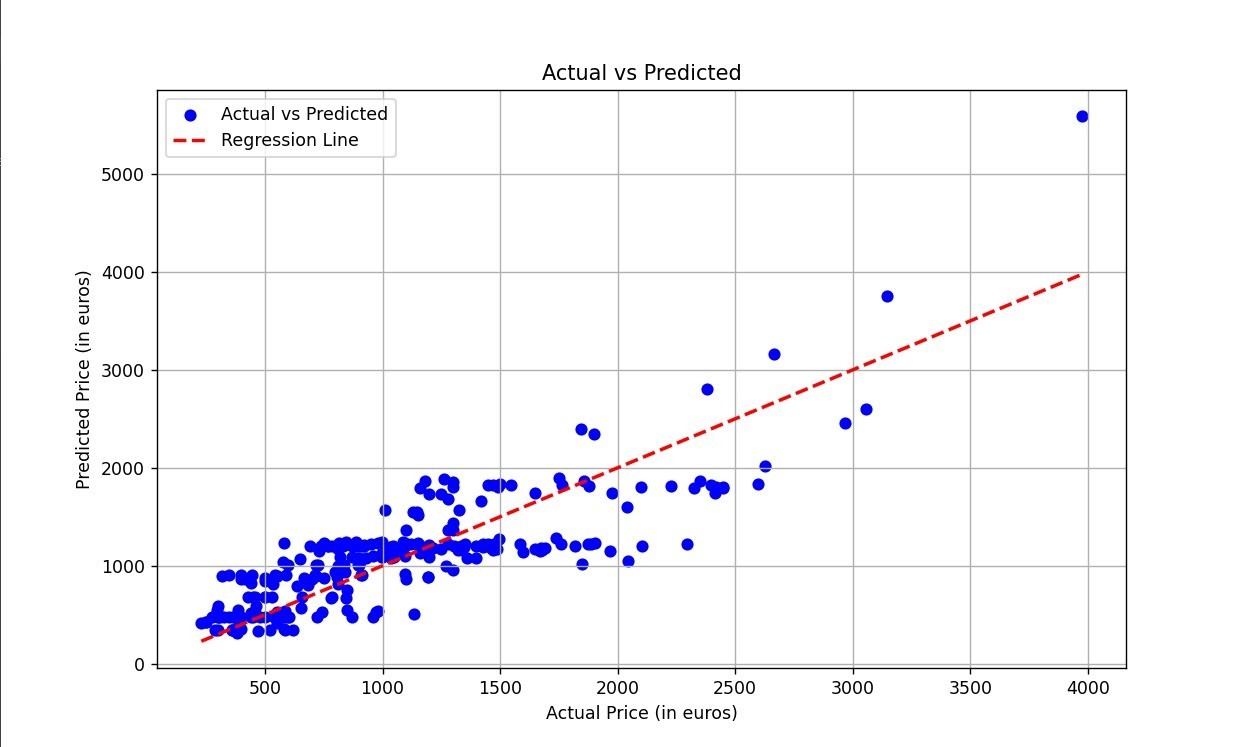 Actual vs Predicted
Actual vs Predicted
Regression Line
5000
4000
3000
2000
1000
0
Predicted Price (in euros)
500 1000 1500 2000 2500 3000 3500 4000
Actual Price (in euros)